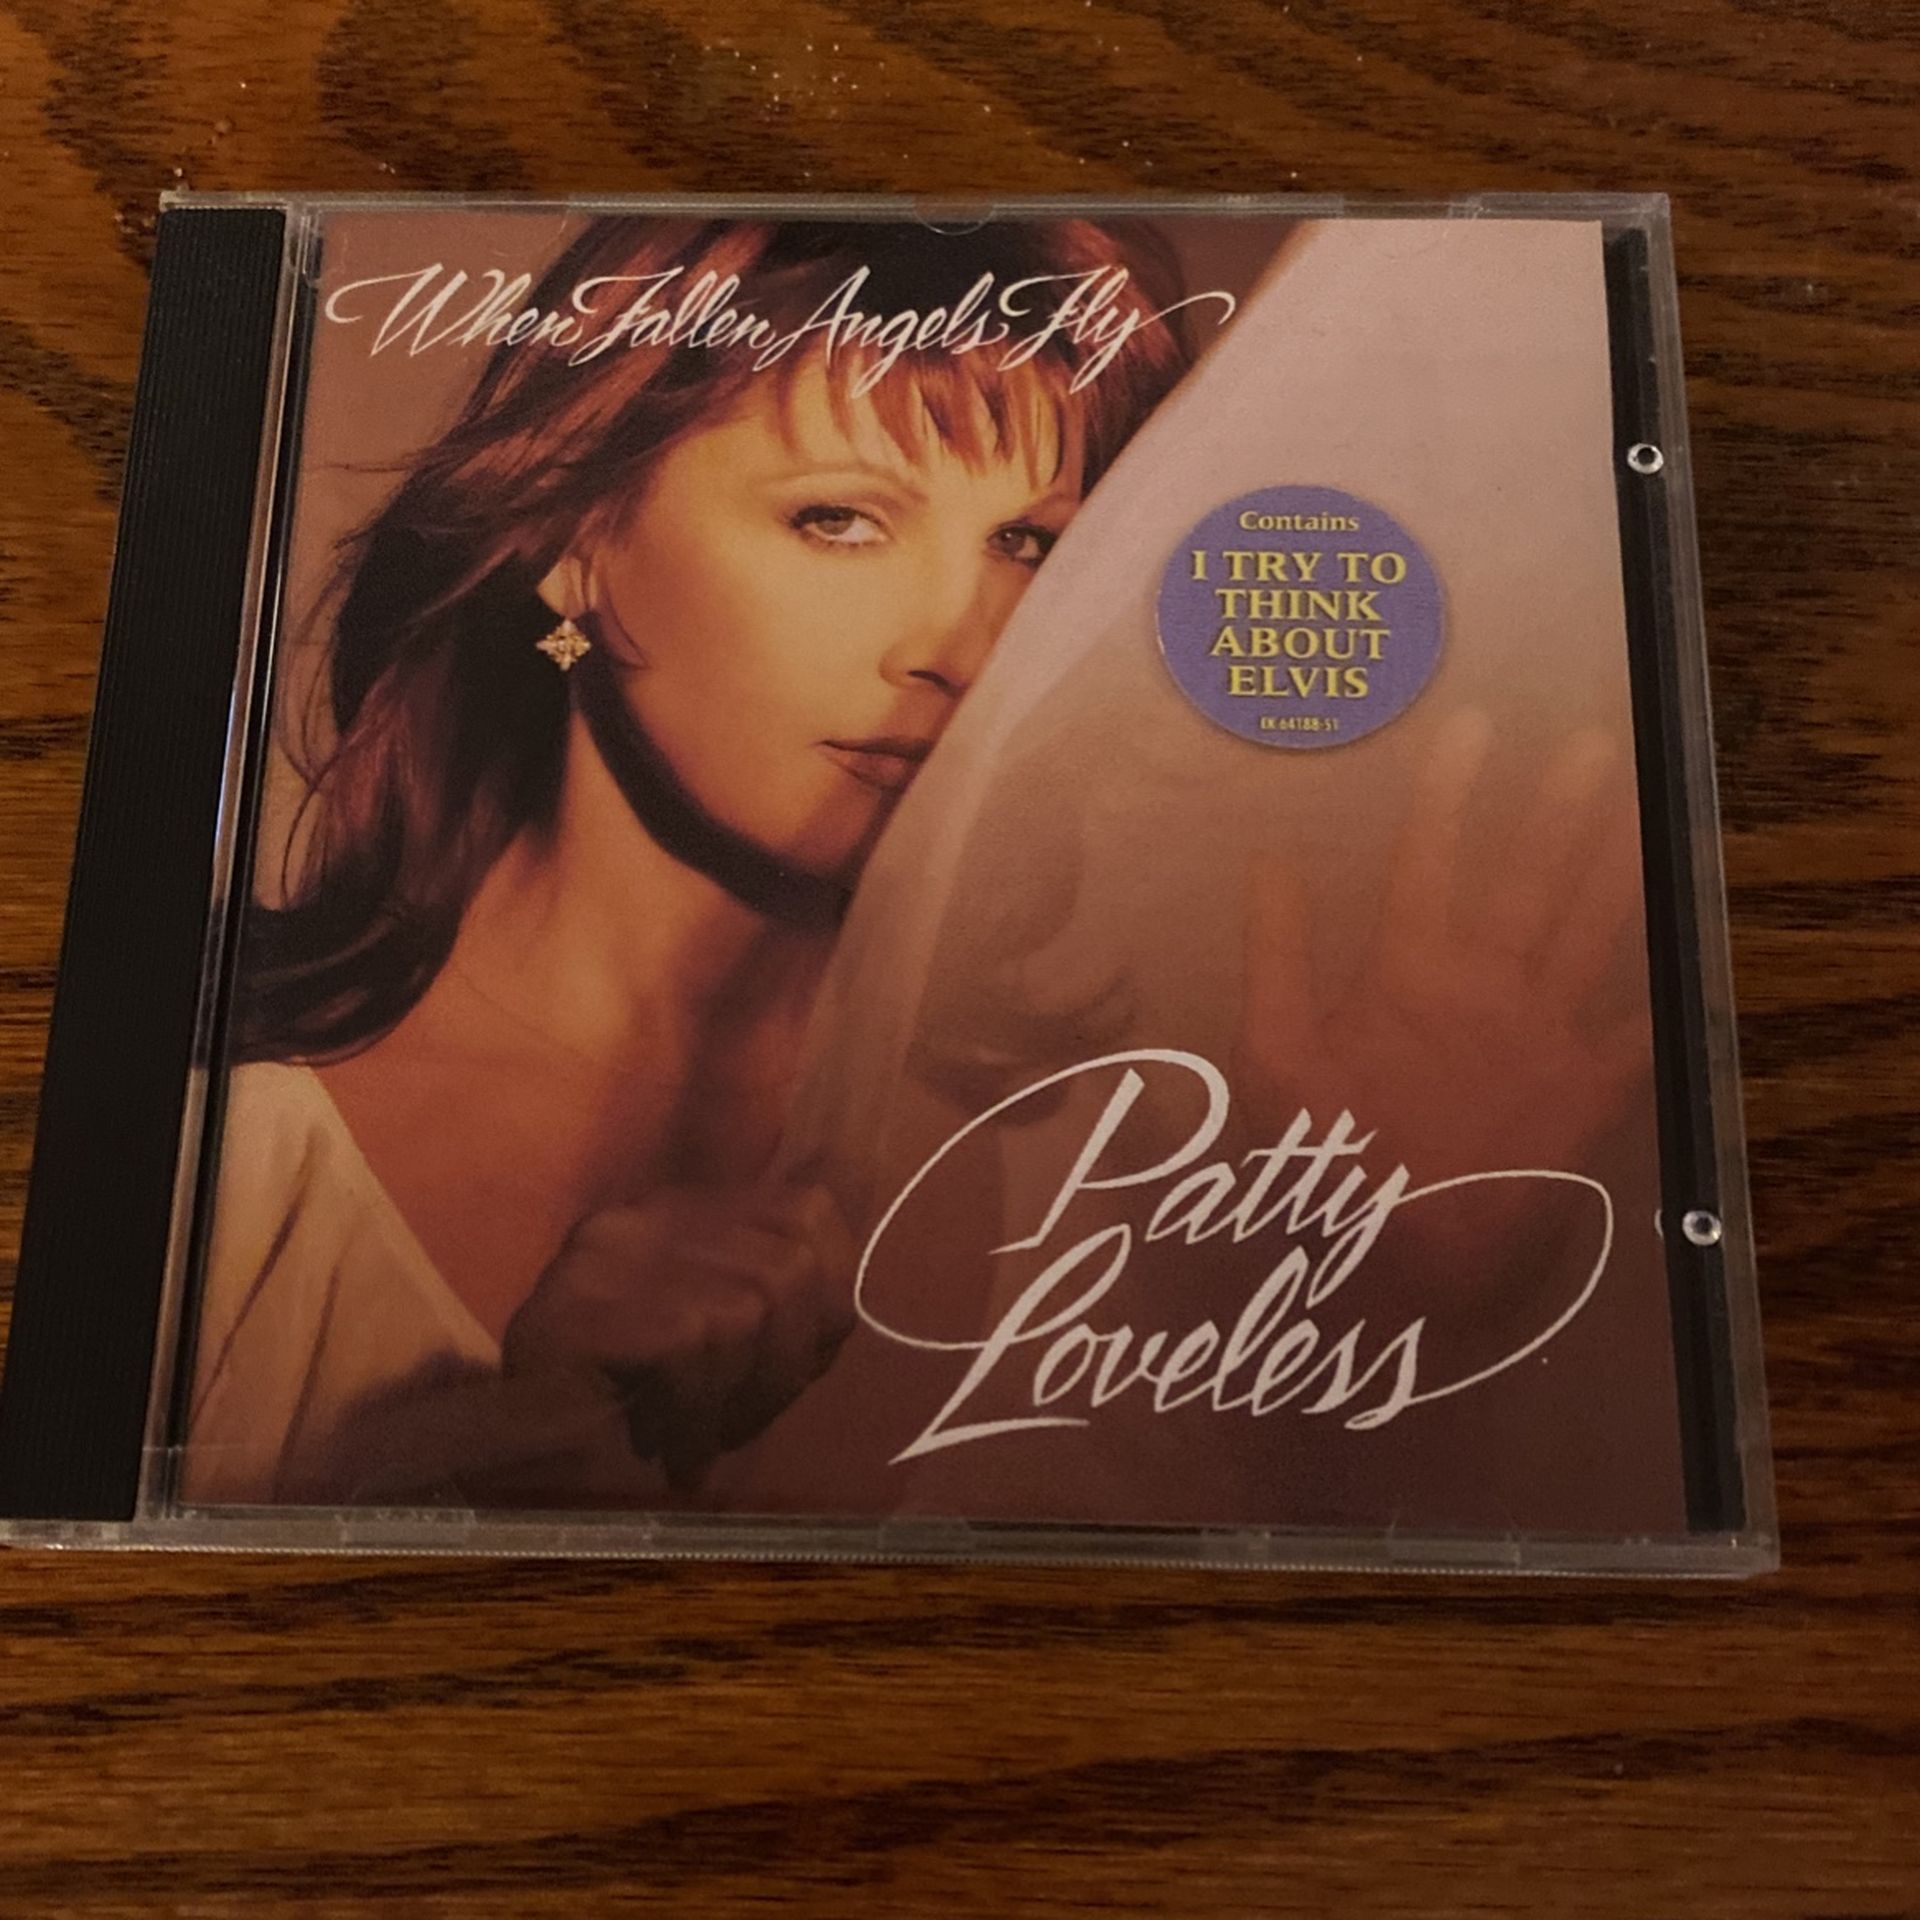 When Fallen Angels Fly
Contains
I TRY TO
THINK
ABOUT
ELVIS
EK 64188-S1
Patty
Loveless